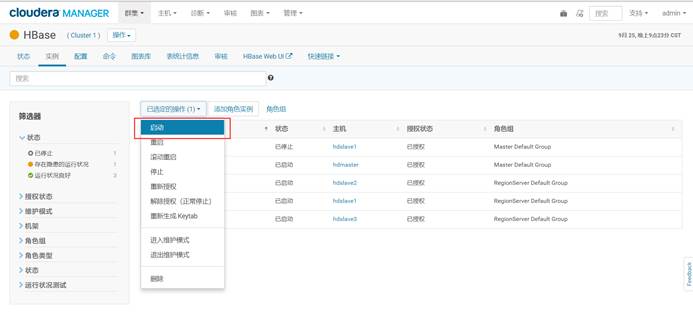 cloudera MANAGER 群集 主机 诊断 审核 图表 管理 搜索 支持 admin
HBase ( Cluster 1 ) 操作 9月 25, 晚上9点23分 CST
状态 实例 配置 命令 图表库 表统计信息 审核 HBase Web UI 快速链接
搜索
筛选器
状态
已停止 1
存在隐患的运行状况 1
运行状况良好 3
授权状态
维护模式
机架
角色组
角色类型
状态
运行状况测试
已选定的操作 (1) 添加角色实例 角色组
启动
重启
滚动重启
停止
重新授权
解除授权 (正常停止)
重新生成 Keytab
进入维护模式
退出维护模式
删除
状态 主机 授权状态 角色组
已停止 hdslave1 已授权 Master Default Group
已启动 hdmaster 已授权 Master Default Group
已启动 hdslave2 已授权 RegionServer Default Group
已启动 hdslave1 已授权 RegionServer Default Group
已启动 hdslave3 已授权 RegionServer Default Group
Feedback